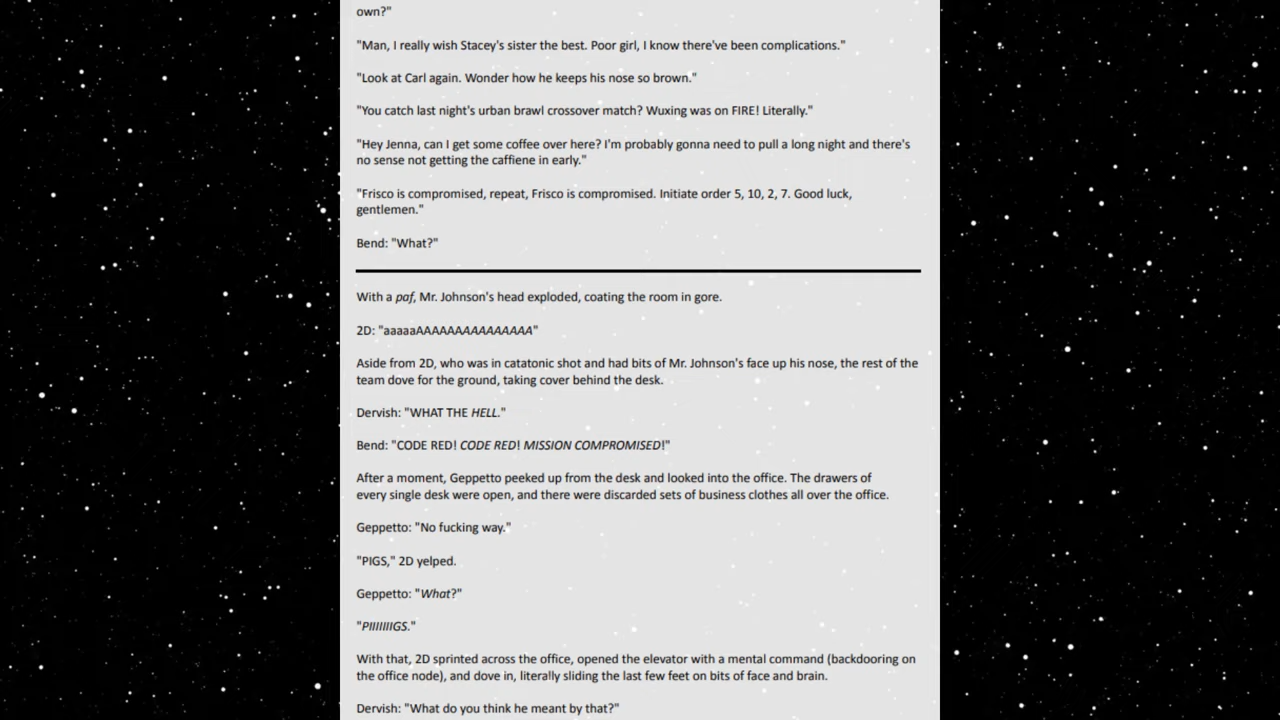 own?"
"Man, I really wish Stacey's sister the best. Poor girl, I know there've been complications."
"Look at Carl again. Wonder how he keeps his nose so brown."
"You catch last night's urban brawl crossover match? Wuxing was on FIRE! Literally."
"Hey Jenna, can I get some coffee over here? I'm probably gonna need to pull a long night and there's
no sense not getting the caffiene in early."
"Frisco is compromised, repeat, Frisco is compromised. Initiate order 5, 10, 2, 7. Good luck,
gentlemen."
Bend: "What?"
With a paf, Mr. Johnson's head exploded, coating the room in gore.
2D: "aaaaaAAAAAAAAAAAAAAAA"
Aside from 2D, who was in catatonic shot and had bits of Mr. Johnson's face up his nose, the rest of the
team dove for the ground, taking cover behind the desk.
Dervish: "WHAT THE HELL."
Bend: "CODE RED! CODE RED! MISSION COMPROMISED!"
After a moment, Geppetto peeked up from the desk and looked into the office. The drawers of
every single desk were open, and there were discarded sets of business clothes all over the office.
Geppetto: "No fucking way."
"PIGS," 2D yelped.
Geppetto: "What?"
"PIIIIIIIGS."
With that, 2D sprinted across the office, opened the elevator with a mental command (backdooring on
the office node), and dove in, literally sliding the last few feet on bits of face and brain.
Dervish: "What do you think he meant by that?"